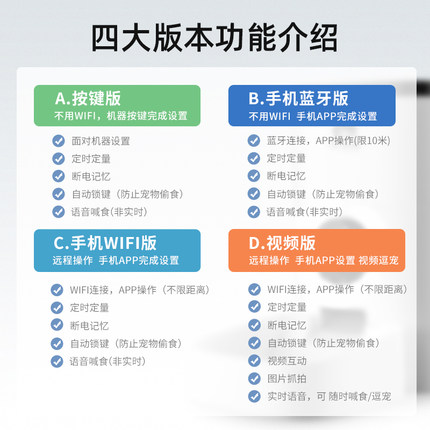 四大版本功能介绍
A.按键版
不用WIFI，机器按键完成设置
面对机器设置
定时定量
断电记忆
自动锁键（防止宠物偷食）
语音喊食(非实时)
B.手机蓝牙版
不用WIFI 手机APP完成设置
蓝牙连接，APP操作(限10米)
定时定量
断电记忆
自动锁键（防止宠物偷食）
语音喊食(非实时)
C.手机WIFI版
远程操作 手机APP完成设置
WIFI连接，APP操作（不限距离）
定时定量
断电记忆
自动锁键（防止宠物偷食）
语音喊食(非实时)
D.视频版
远程操作 手机APP设置 视频逗宠
WIFI连接，APP操作（不限距离）
定时定量
断电记忆
自动锁键（防止宠物偷食）
视频互动
图片抓拍
实时语音，可 随时喊食/逗宠